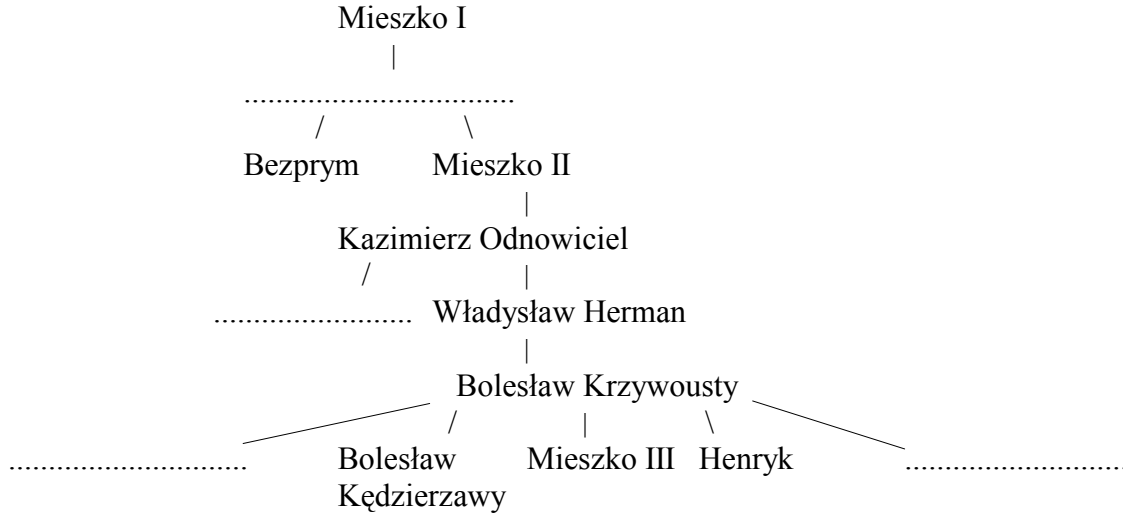 Mieszko I
|
..................................
/ \
Bezprym Mieszko II
|
Kazimierz Odnowiciel
/ |
......................... Władysław Herman
|
Bolesław Krzywousty
/ | \
.............................. Bolesław Mieszko III Henryk ............................
Kędzierzawy